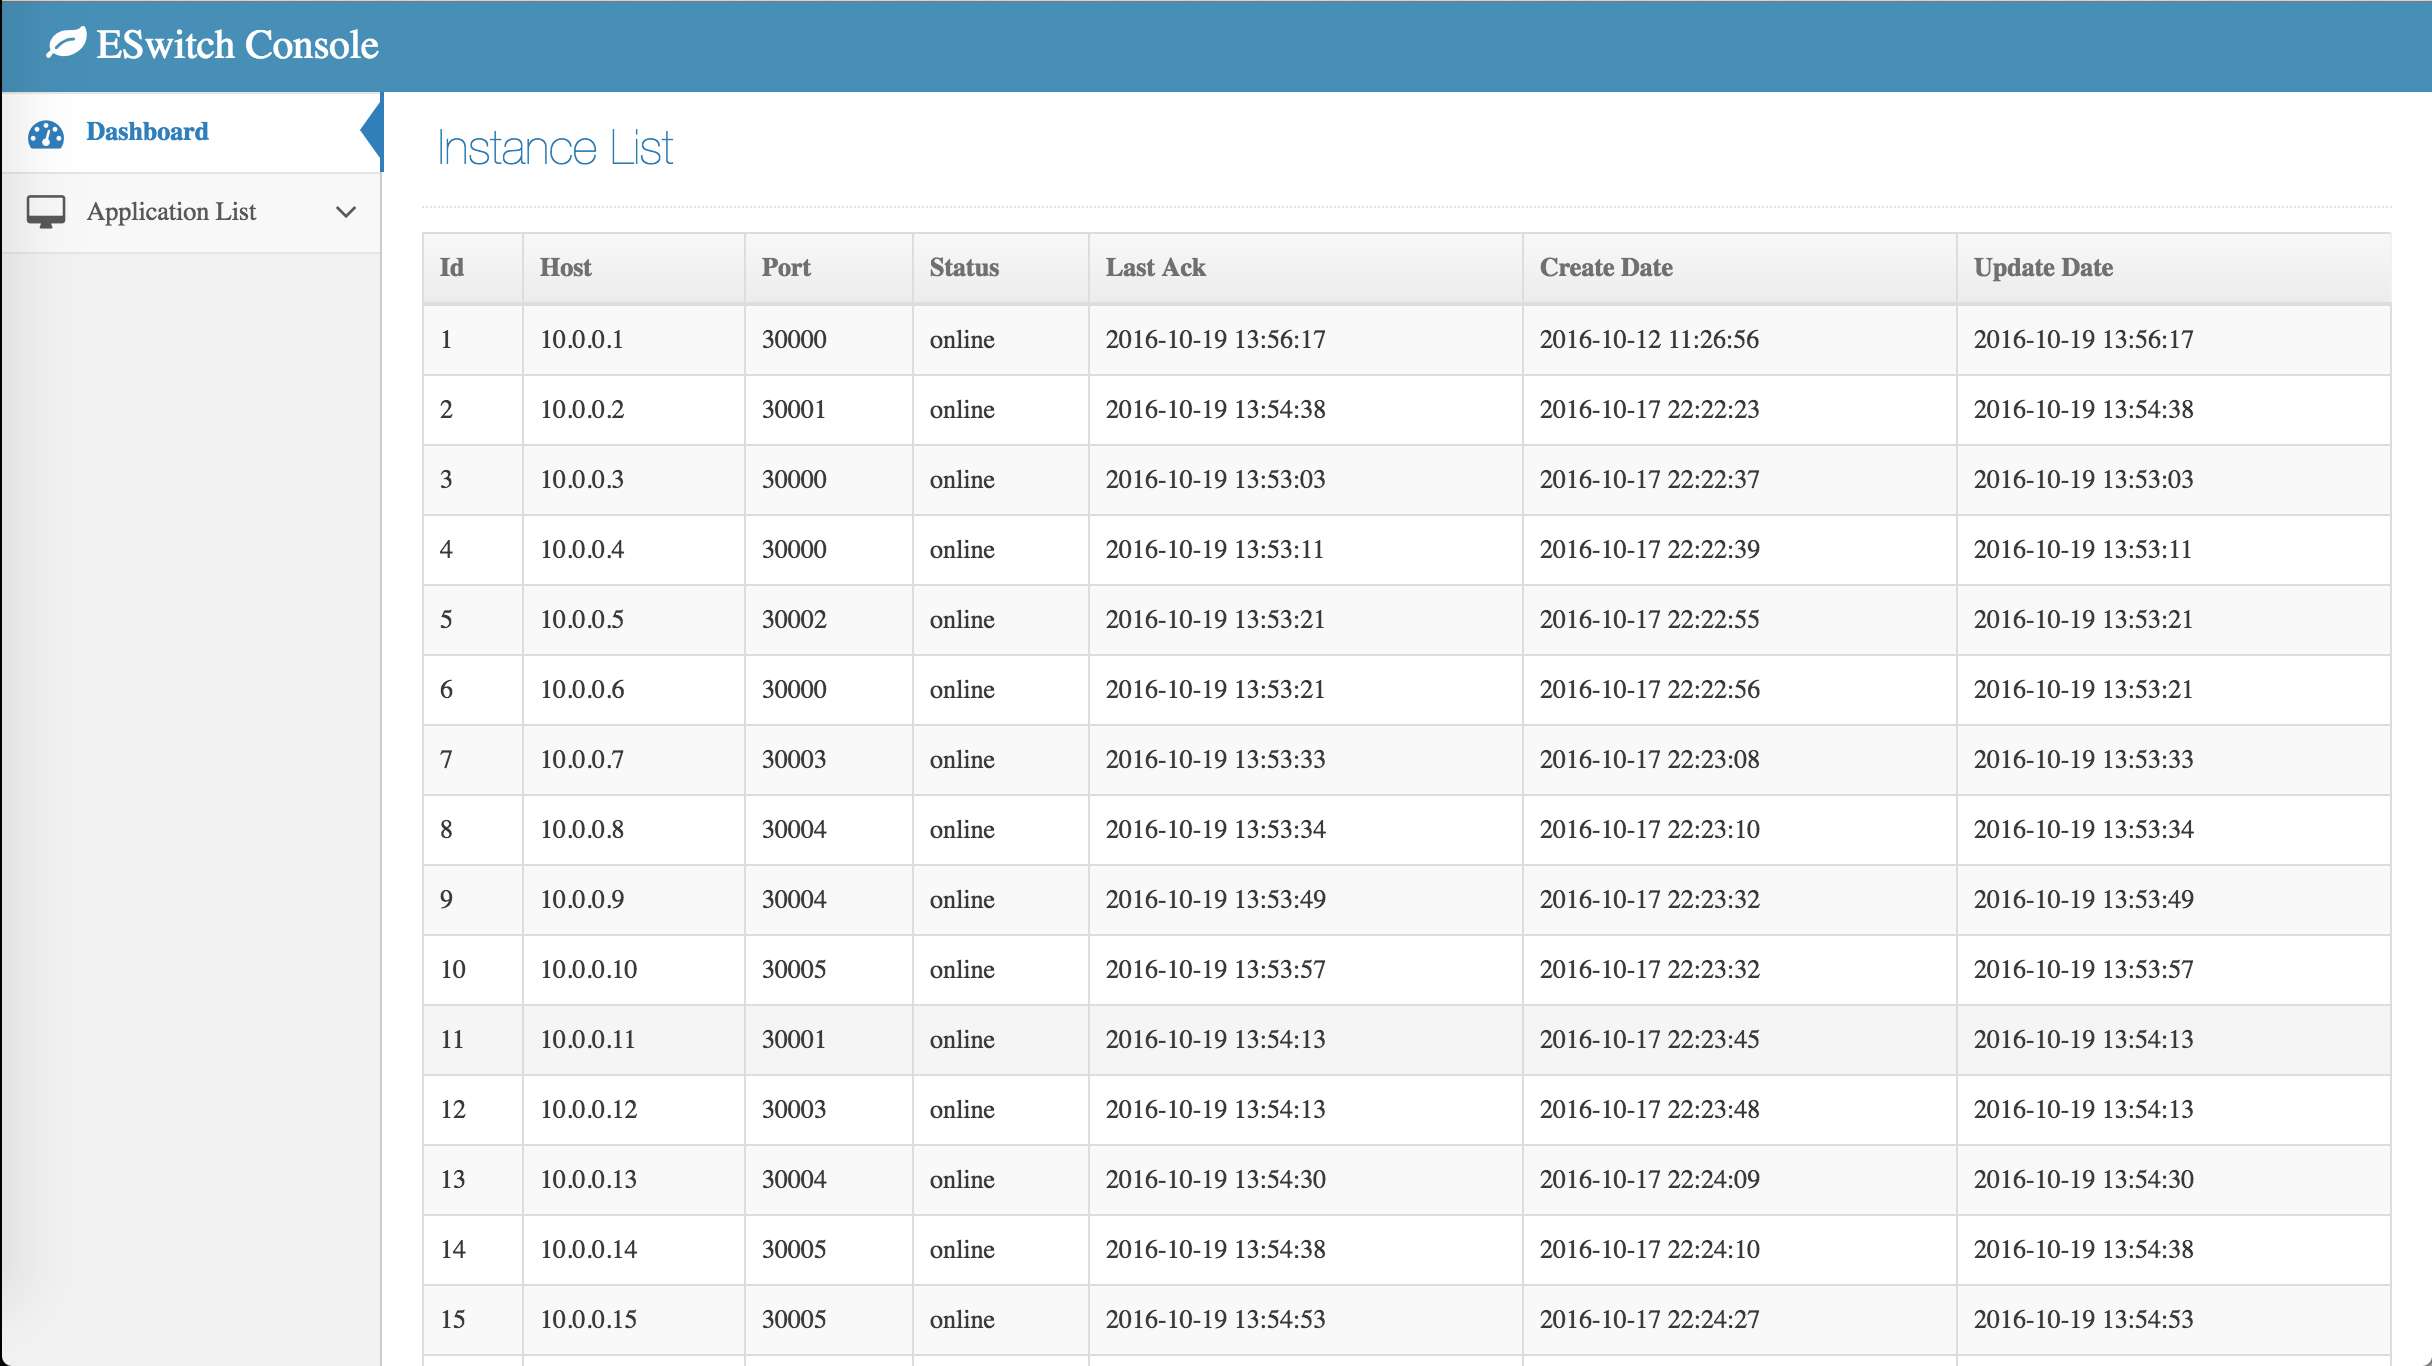 ESwitch Console
Dashboard
Application List
Instance List
Id Host Port Status Last Ack Create Date Update Date
1 10.0.0.1 30000 online 2016-10-19 13:56:17 2016-10-12 11:26:56 2016-10-19 13:56:17
2 10.0.0.2 30001 online 2016-10-19 13:54:38 2016-10-17 22:22:23 2016-10-19 13:54:38
3 10.0.0.3 30000 online 2016-10-19 13:53:03 2016-10-17 22:22:37 2016-10-19 13:53:03
4 10.0.0.4 30000 online 2016-10-19 13:53:11 2016-10-17 22:22:39 2016-10-19 13:53:11
5 10.0.0.5 30002 online 2016-10-19 13:53:21 2016-10-17 22:22:55 2016-10-19 13:53:21
6 10.0.0.6 30000 online 2016-10-19 13:53:21 2016-10-17 22:22:56 2016-10-19 13:53:21
7 10.0.0.7 30003 online 2016-10-19 13:53:33 2016-10-17 22:23:08 2016-10-19 13:53:33
8 10.0.0.8 30004 online 2016-10-19 13:53:34 2016-10-17 22:23:10 2016-10-19 13:53:34
9 10.0.0.9 30004 online 2016-10-19 13:53:49 2016-10-17 22:23:32 2016-10-19 13:53:49
10 10.0.0.10 30005 online 2016-10-19 13:53:57 2016-10-17 22:23:32 2016-10-19 13:53:57
11 10.0.0.11 30001 online 2016-10-19 13:54:13 2016-10-17 22:23:45 2016-10-19 13:54:13
12 10.0.0.12 30003 online 2016-10-19 13:54:13 2016-10-17 22:23:48 2016-10-19 13:54:13
13 10.0.0.13 30004 online 2016-10-19 13:54:30 2016-10-17 22:24:09 2016-10-19 13:54:30
14 10.0.0.14 30005 online 2016-10-19 13:54:38 2016-10-17 22:24:10 2016-10-19 13:54:38
15 10.0.0.15 30005 online 2016-10-19 13:54:53 2016-10-17 22:24:27 2016-10-19 13:54:53